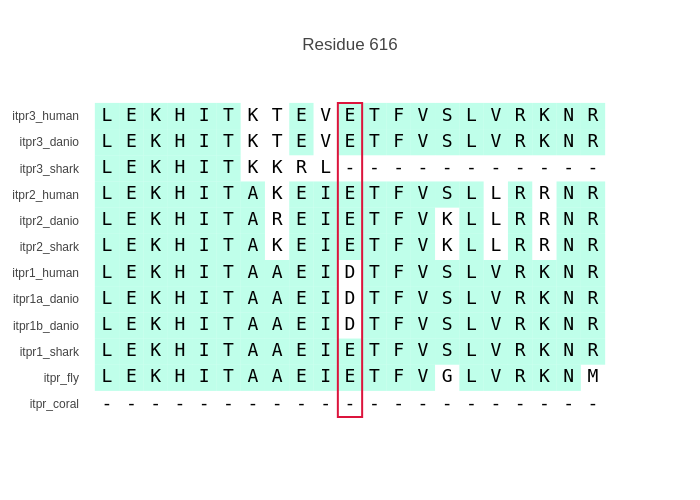 Residue 616
itpr3_human L E K H I T K T E V E T F V S L V R K N R
itpr3_danio L E K H I T K T E V E T F V S L V R K N R
itpr3_shark L E K H I T K K R L - - - - - - - - - - -
itpr2_human L E K H I T A K E I E T F V S L L R R N R
itpr2_danio L E K H I T A R E I E T F V K L L R R N R
itpr2_shark L E K H I T A K E I E T F V K L L R R N R
itpr1_human L E K H I T A A E I D T F V S L V R K N R
itpr1a_danio L E K H I T A A E I D T F V S L V R K N R
itpr1b_danio L E K H I T A A E I D T F V S L V R K N R
itpr1_shark L E K H I T A A E I E T F V S L V R K N R
itpr_fly L E K H I T A A E I E T F V G L V R K N M
itpr_coral - - - - - - - - - - - - - - - - - - - - -